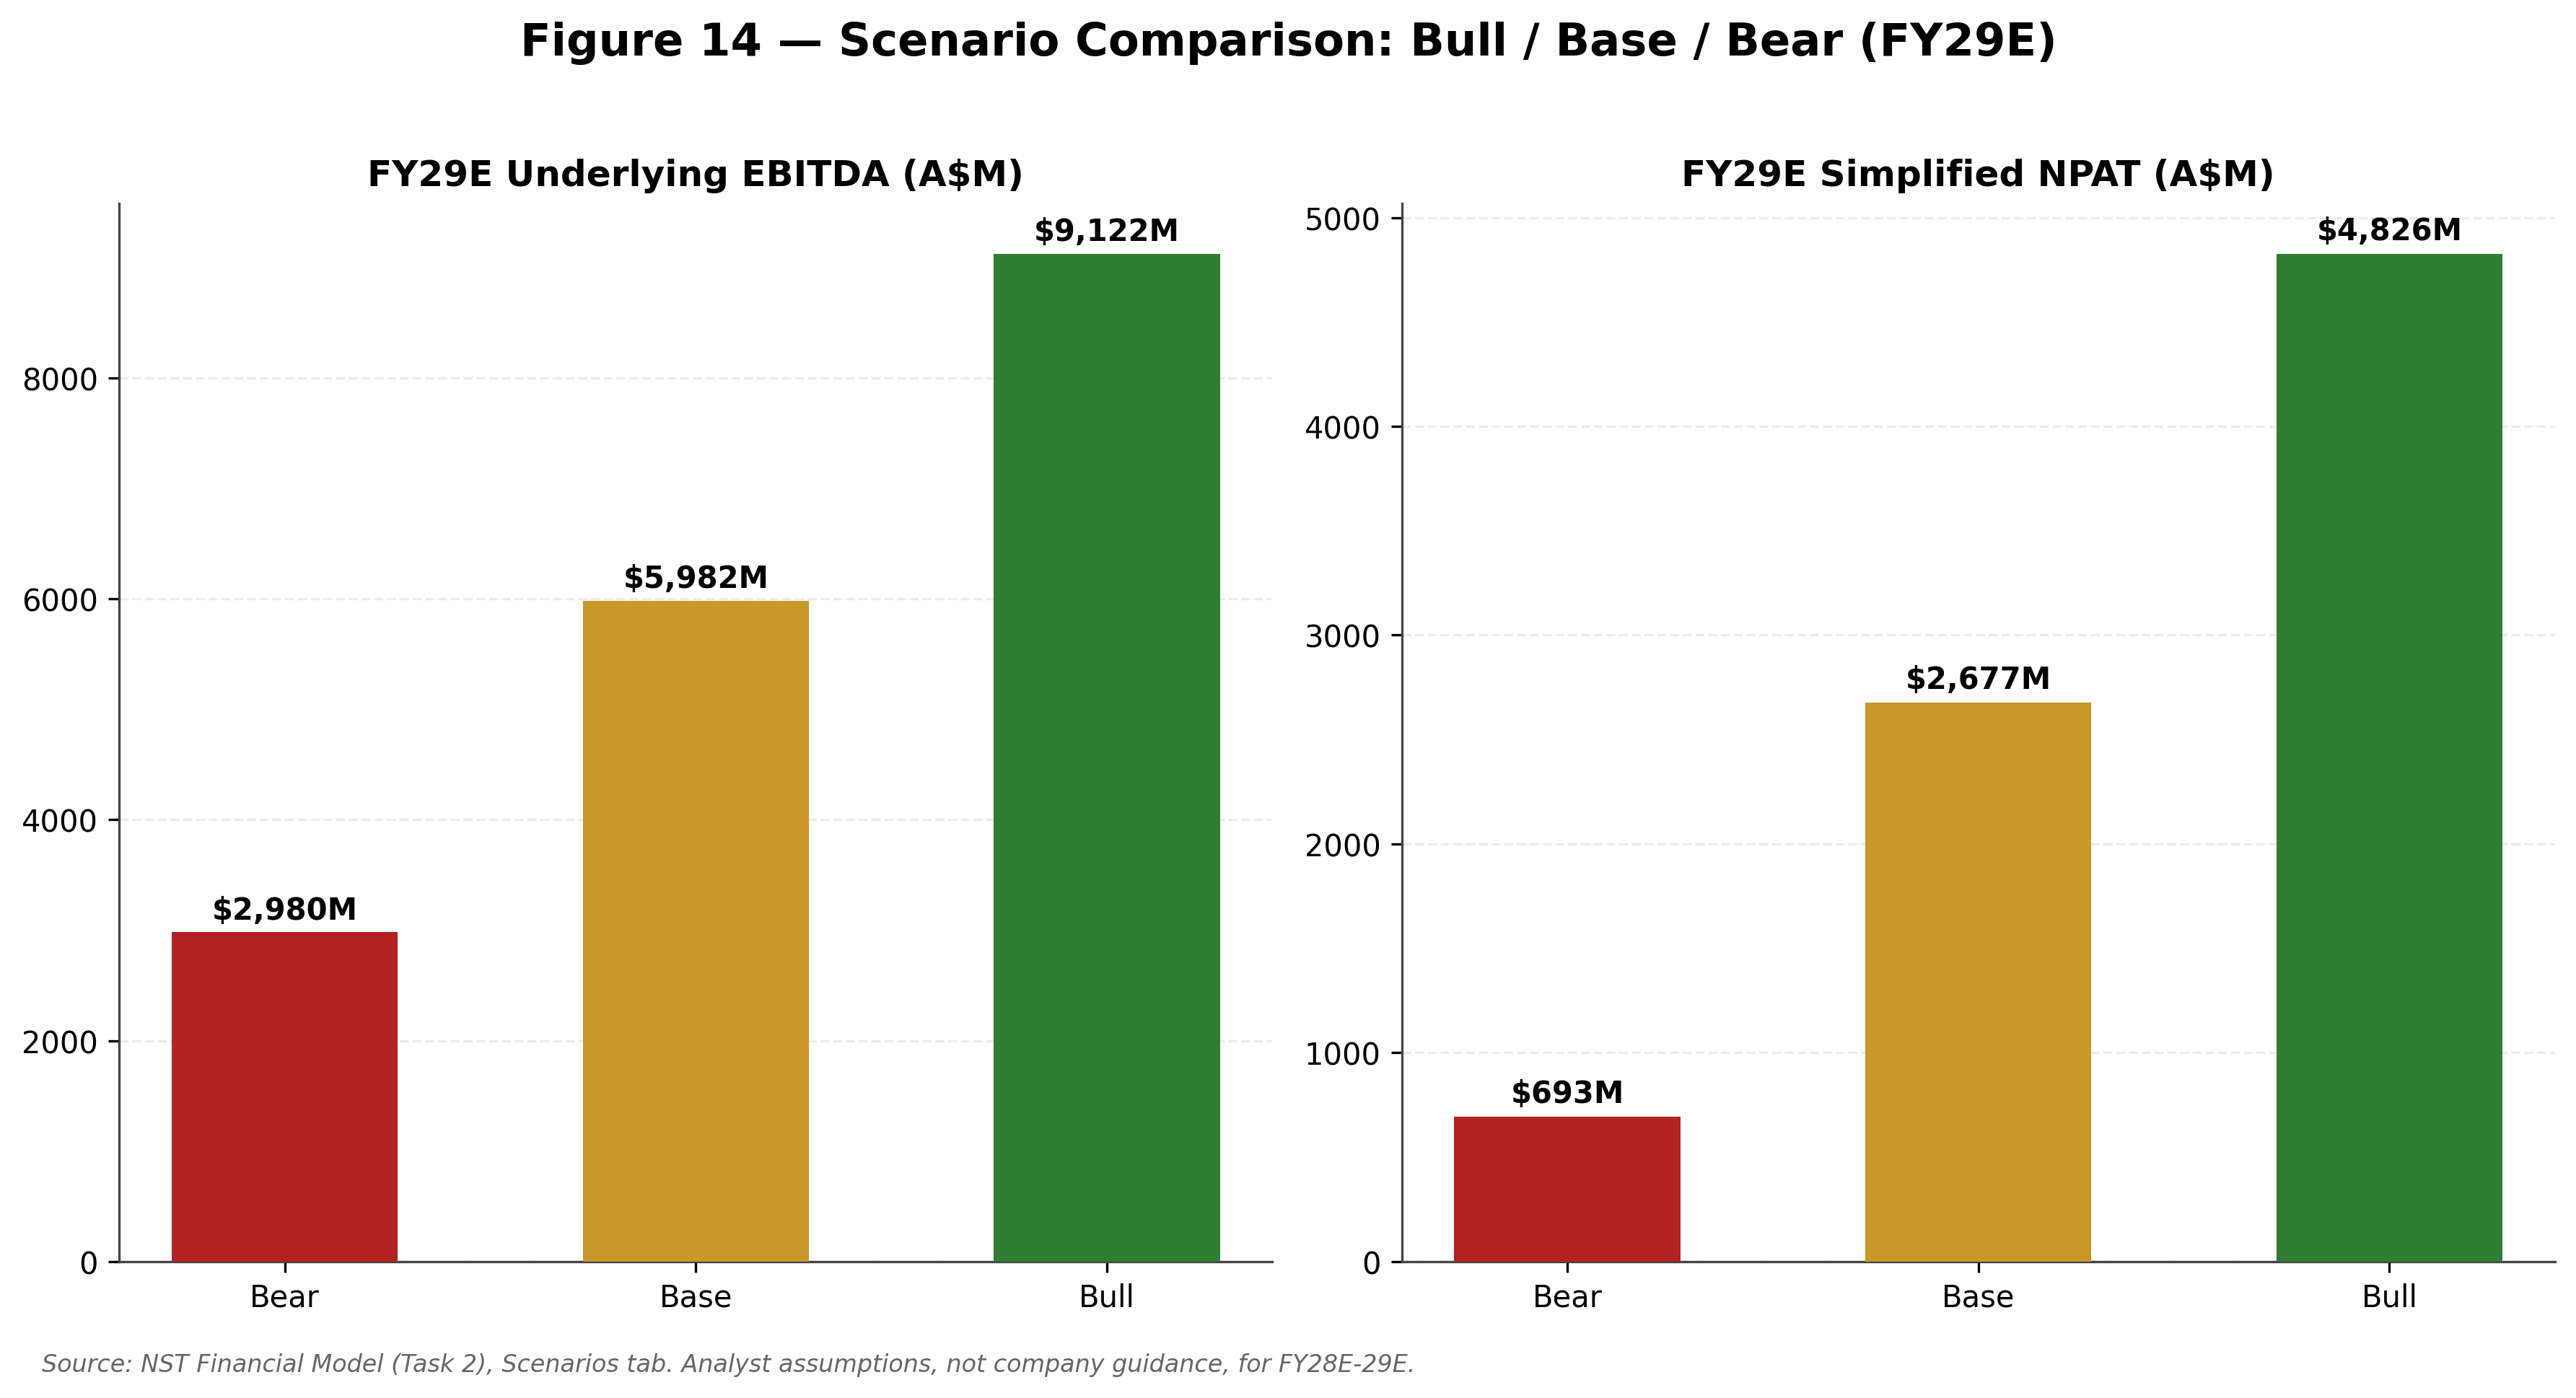 Figure 14 — Scenario Comparison: Bull / Base / Bear (FY29E)
FY29E Underlying EBITDA (A$M)
$9,122M
8000
$5,982M
6000
4000
$2,980M
2000
0
Bear
Base
Bull
FY29E Simplified NPAT (A$M)
5000
$4,826M
4000
3000
$2,677M
2000
1000
$693M
0
Bear
Base
Bull
Source: NST Financial Model (Task 2), Scenarios tab. Analyst assumptions, not company guidance, for FY28E-29E.